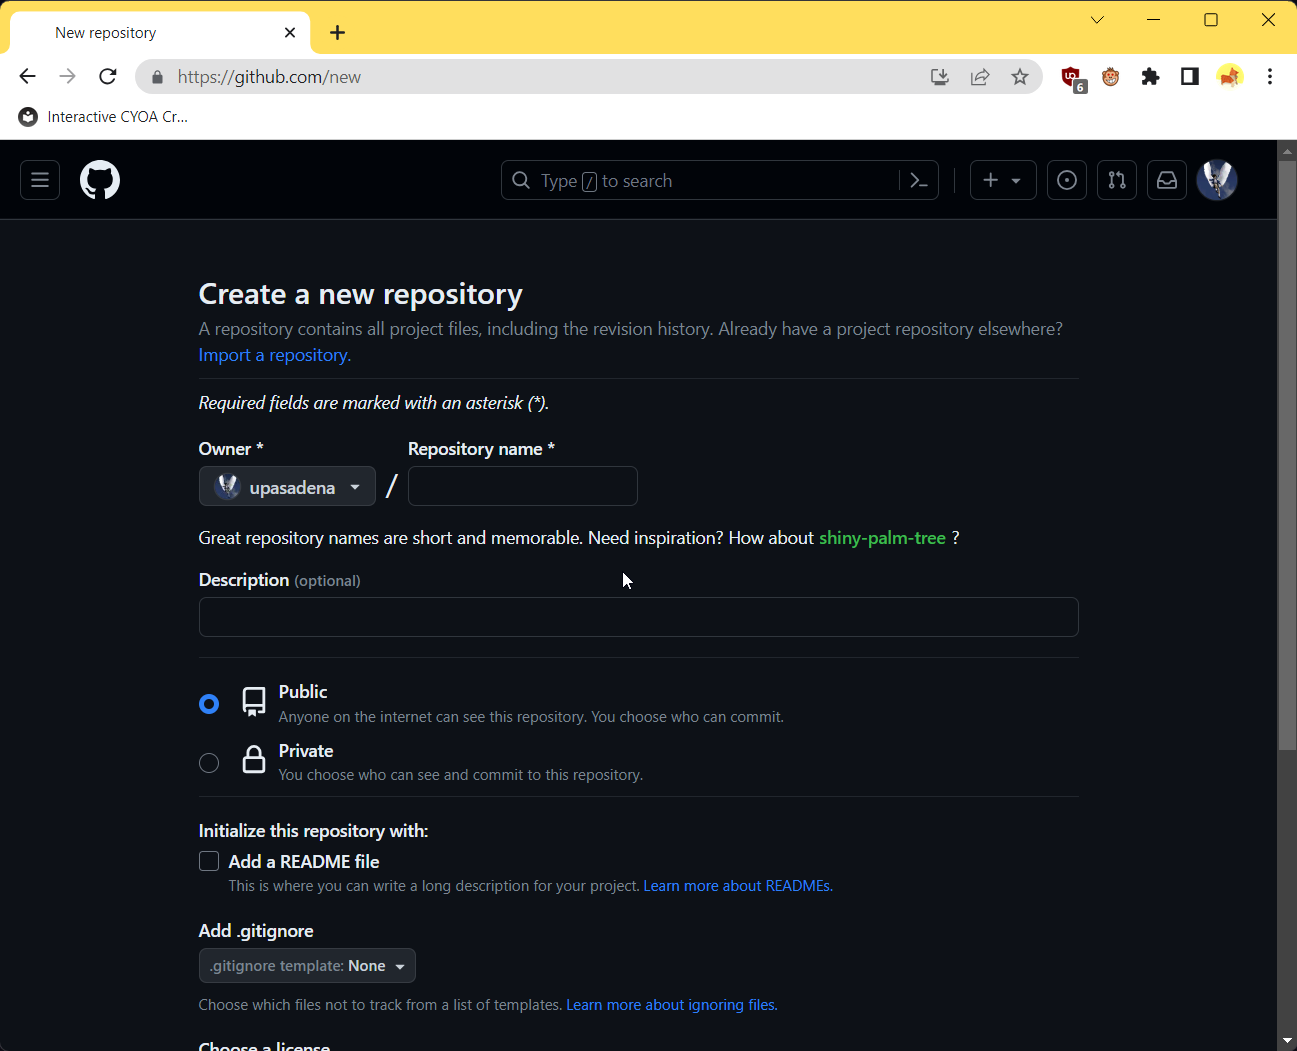 New repository
https://github.com/new
6
Interactive CYOA Cr...
Type / to search
Create a new repository
A repository contains all project files, including the revision history. Already have a project repository elsewhere?
Import a repository.
Required fields are marked with an asterisk (*).
Owner * Repository name *
upasadena /
Great repository names are short and memorable. Need inspiration? How about shiny-palm-tree ?
Description (optional)
Public
Anyone on the internet can see this repository. You choose who can commit.
Private
You choose who can see and commit to this repository.
Initialize this repository with:
Add a README file
This is where you can write a long description for your project. Learn more about READMEs.
Add .gitignore
.gitignore template: None
Choose which files not to track from a list of templates. Learn more about ignoring files.
Choose a license